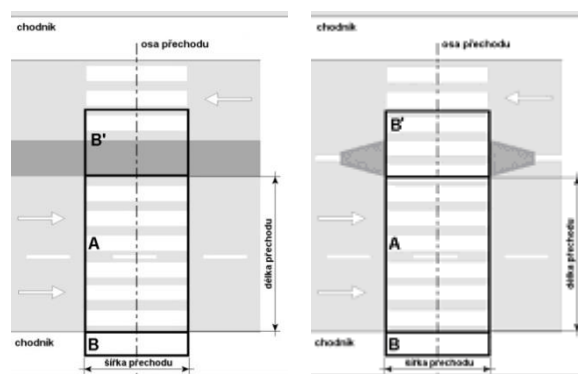 chodník
osa přechodu
B'
A
délka přechodu
chodník
B
šířka přechodu
chodník
osa přechodu
B'
A
délka přechodu
B
chodník
šířka přechodu